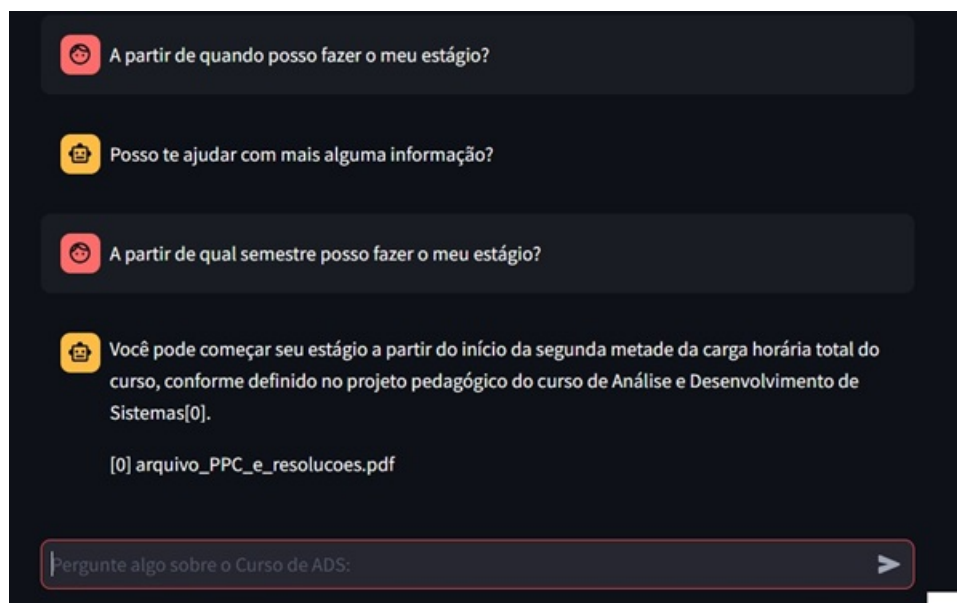 A partir de quando posso fazer o meu estágio?
Posso te ajudar com mais alguma informação?
A partir de qual semestre posso fazer o meu estágio?
Você pode começar seu estágio a partir do início da segunda metade da carga horária total do
curso, conforme definido no projeto pedagógico do curso de Análise e Desenvolvimento de
Sistemas[0].
[0] arquivo_PPC_e_resolucoes.pdf
Pergunte algo sobre o Curso de ADS: